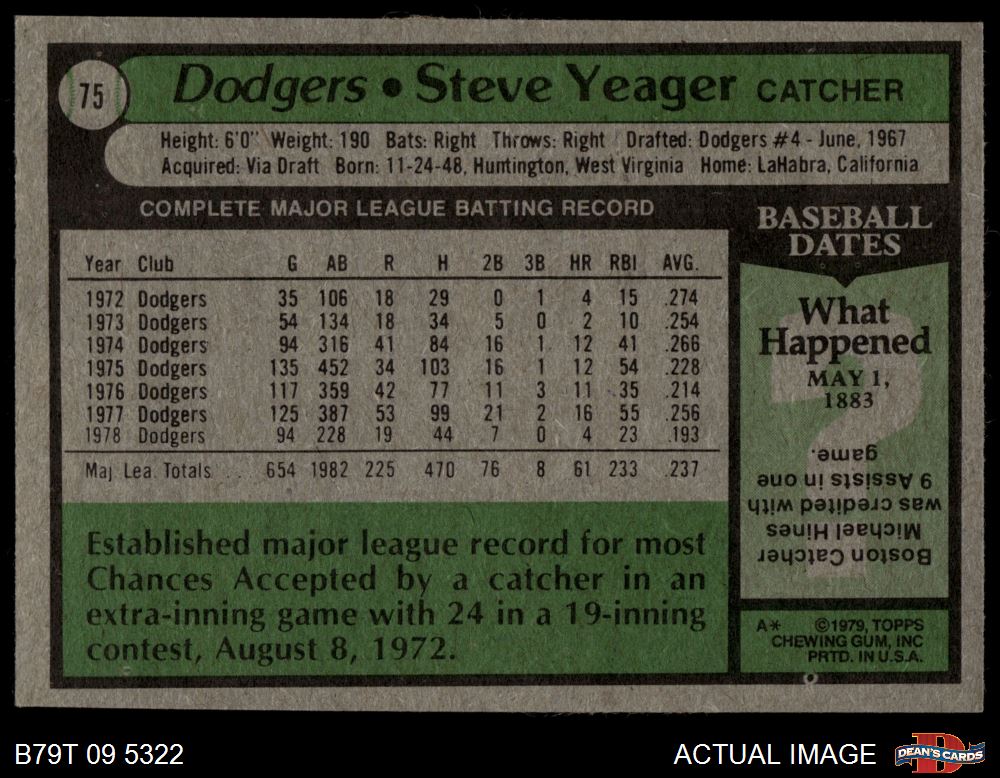 75
Dodgers • Steve Yeager CATCHER
Height: 6'0" Weight: 190 Bats: Right Throws: Right Drafted: Dodgers #4 - June, 1967
Acquired: Via Draft Born: 11-24-48, Huntington, West Virginia Home: LaHabra, California
COMPLETE MAJOR LEAGUE BATTING RECORD
Year Club G AB R H 2B 3B HR RBI AVG.
1972 Dodgers 35 106 18 29 0 1 4 15 .274
1973 Dodgers 54 134 18 34 5 0 2 10 .254
1974 Dodgers 94 316 41 84 16 1 12 41 .266
1975 Dodgers 135 452 34 103 16 1 12 54 .228
1976 Dodgers 117 359 42 77 11 3 11 35 .214
1977 Dodgers 125 387 53 99 21 2 16 55 .256
1978 Dodgers 94 228 19 44 7 0 4 23 .193
Maj. Lea. Totals 654 1982 225 470 76 8 61 233 .237
Established major league record for most
Chances Accepted by a catcher in an
extra-inning game with 24 in a 19-inning
contest, August 8, 1972.
BASEBALL
DATES
What
Happened
MAY 1,
1883
Boston Catcher
Michael Hines
was credited with
9 Assists in one
game.
A* ©1979, TOPPS
CHEWING GUM, INC
PRTD. IN U.S.A.
B79T 09 5322
ACTUAL IMAGE
DEAN'S CARDS